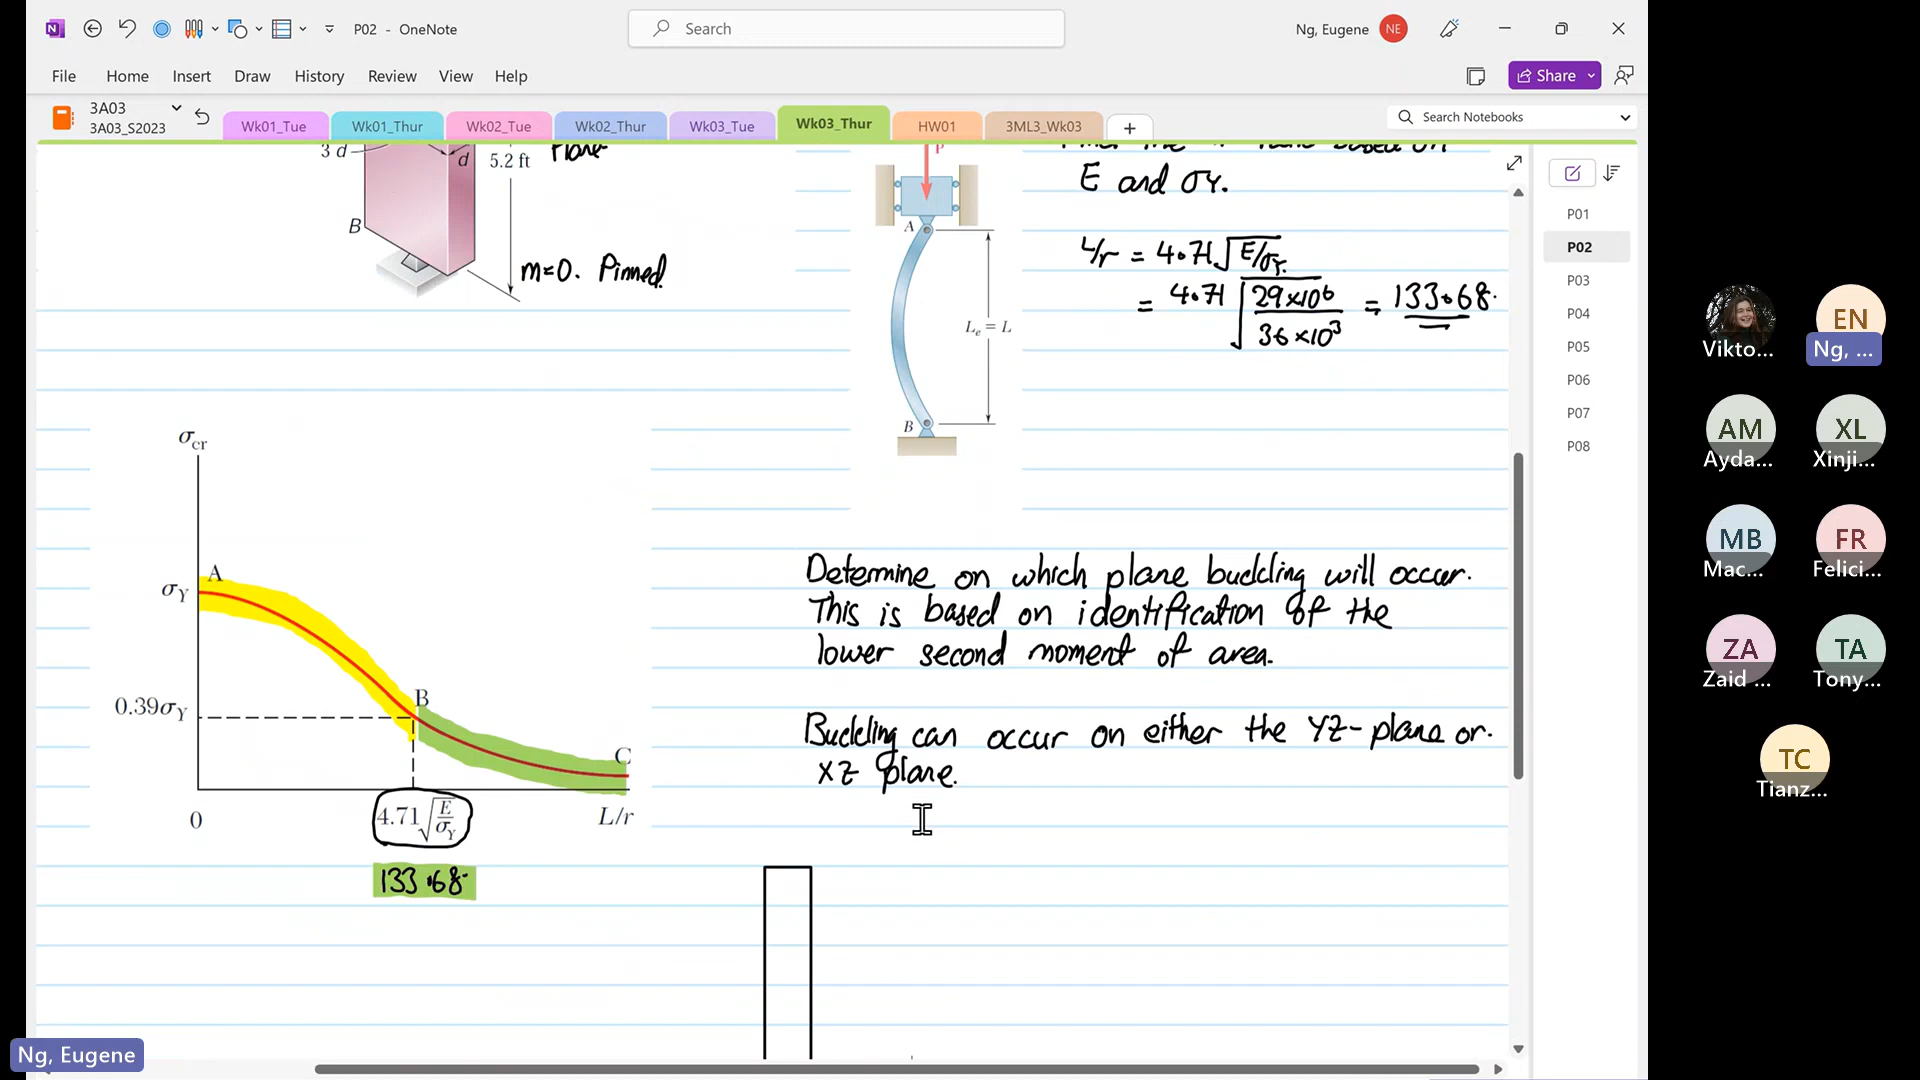 P02 - OneNote
Search
Ng, Eugene
NE
File
Home
Insert
Draw
History
Review
View
Help
Share
3A03
3A03_S2023
Wk01_Tue
Wk01_Thur
Wk02_Tue
Wk02_Thur
Wk03_Tue
Wk03_Thur
HW01
3ML3_Wk03
+
Search Notebooks
P01
P02
P03
P04
P05
P06
P07
P08
3 d
d
5.2 ft
Plane
B
m=0. Pinned.
P
A
Le = L
B
based on
E and σY.
L/r = 4.71√E/σY.
= 4.71 √29×10⁶/36×10³ = 133.68.
σcr
A
σY
B
0.39σY
C
0
4.71√E/σY
L/r
133.68
Determine on which plane buckling will occur.
This is based on identification of the
lower second moment of area.
Buckling can occur on either the YZ-plane or.
XZ plane.
Vikto...
EN
Ng, ...
AM
Ayda...
XL
Xinji...
MB
Mac...
FR
Felici...
ZA
Zaid ...
TA
Tony...
TC
Tianz...
Ng, Eugene